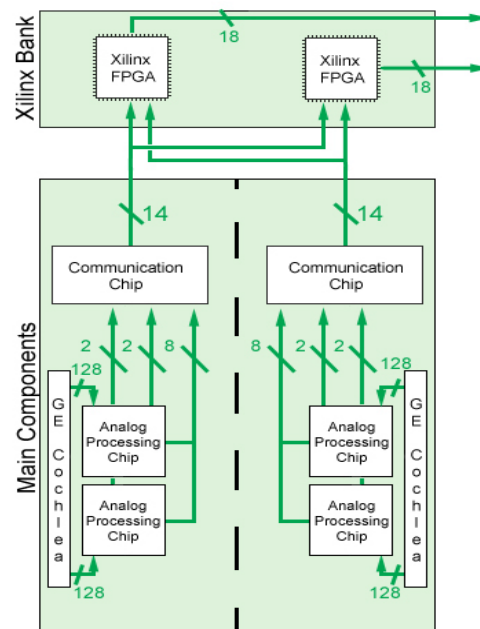 18
Xilinx Bank
Xilinx
FPGA
Xilinx
FPGA
18
14
14
Communication
Chip
Communication
Chip
Main Components
2
2
8
8
2
2
128
128
GE Cochlea
Analog
Processing
Chip
Analog
Processing
Chip
GE Cochlea
Analog
Processing
Chip
Analog
Processing
Chip
128
128